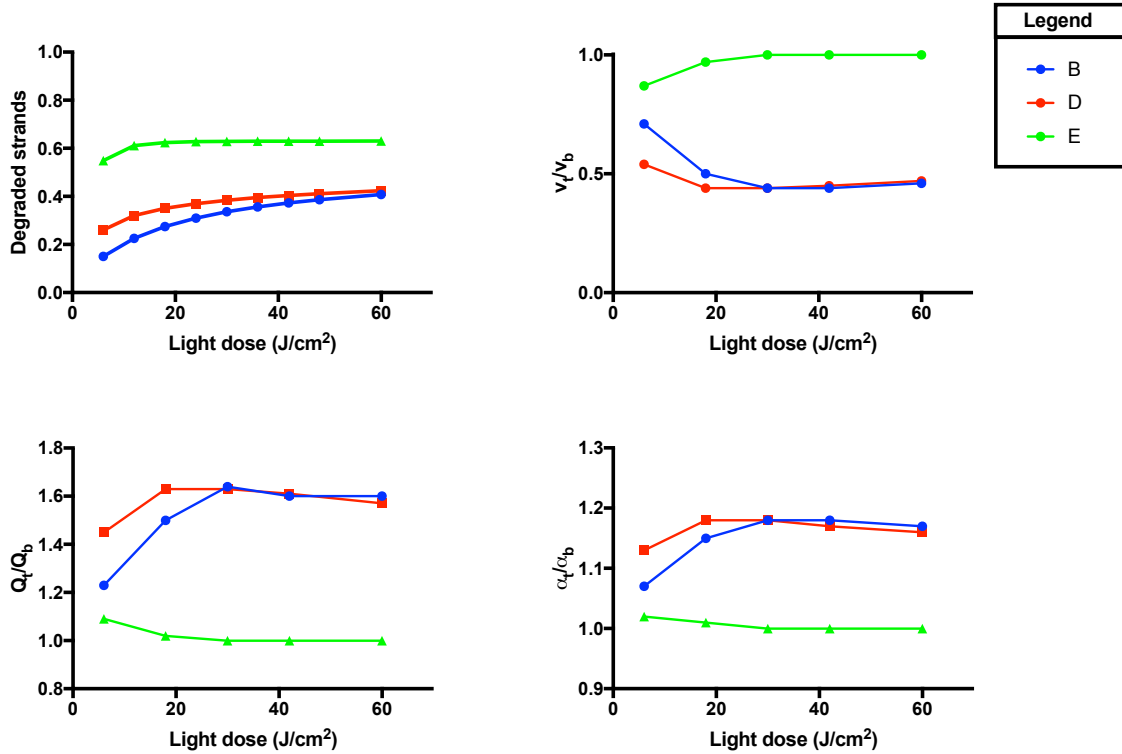 Legend
B
D
E
Degraded strands
1.0
0.8
0.6
0.4
0.2
0.0
0 20 40 60
Light dose (J/cm²)
vt/vb
1.0
0.5
0.0
0 20 40 60
Light dose (J/cm²)
Qt/Qb
1.8
1.6
1.4
1.2
1.0
0.8
0 20 40 60
Light dose (J/cm²)
αt/αb
1.3
1.2
1.1
1.0
0.9
0 20 40 60
Light dose (J/cm²)